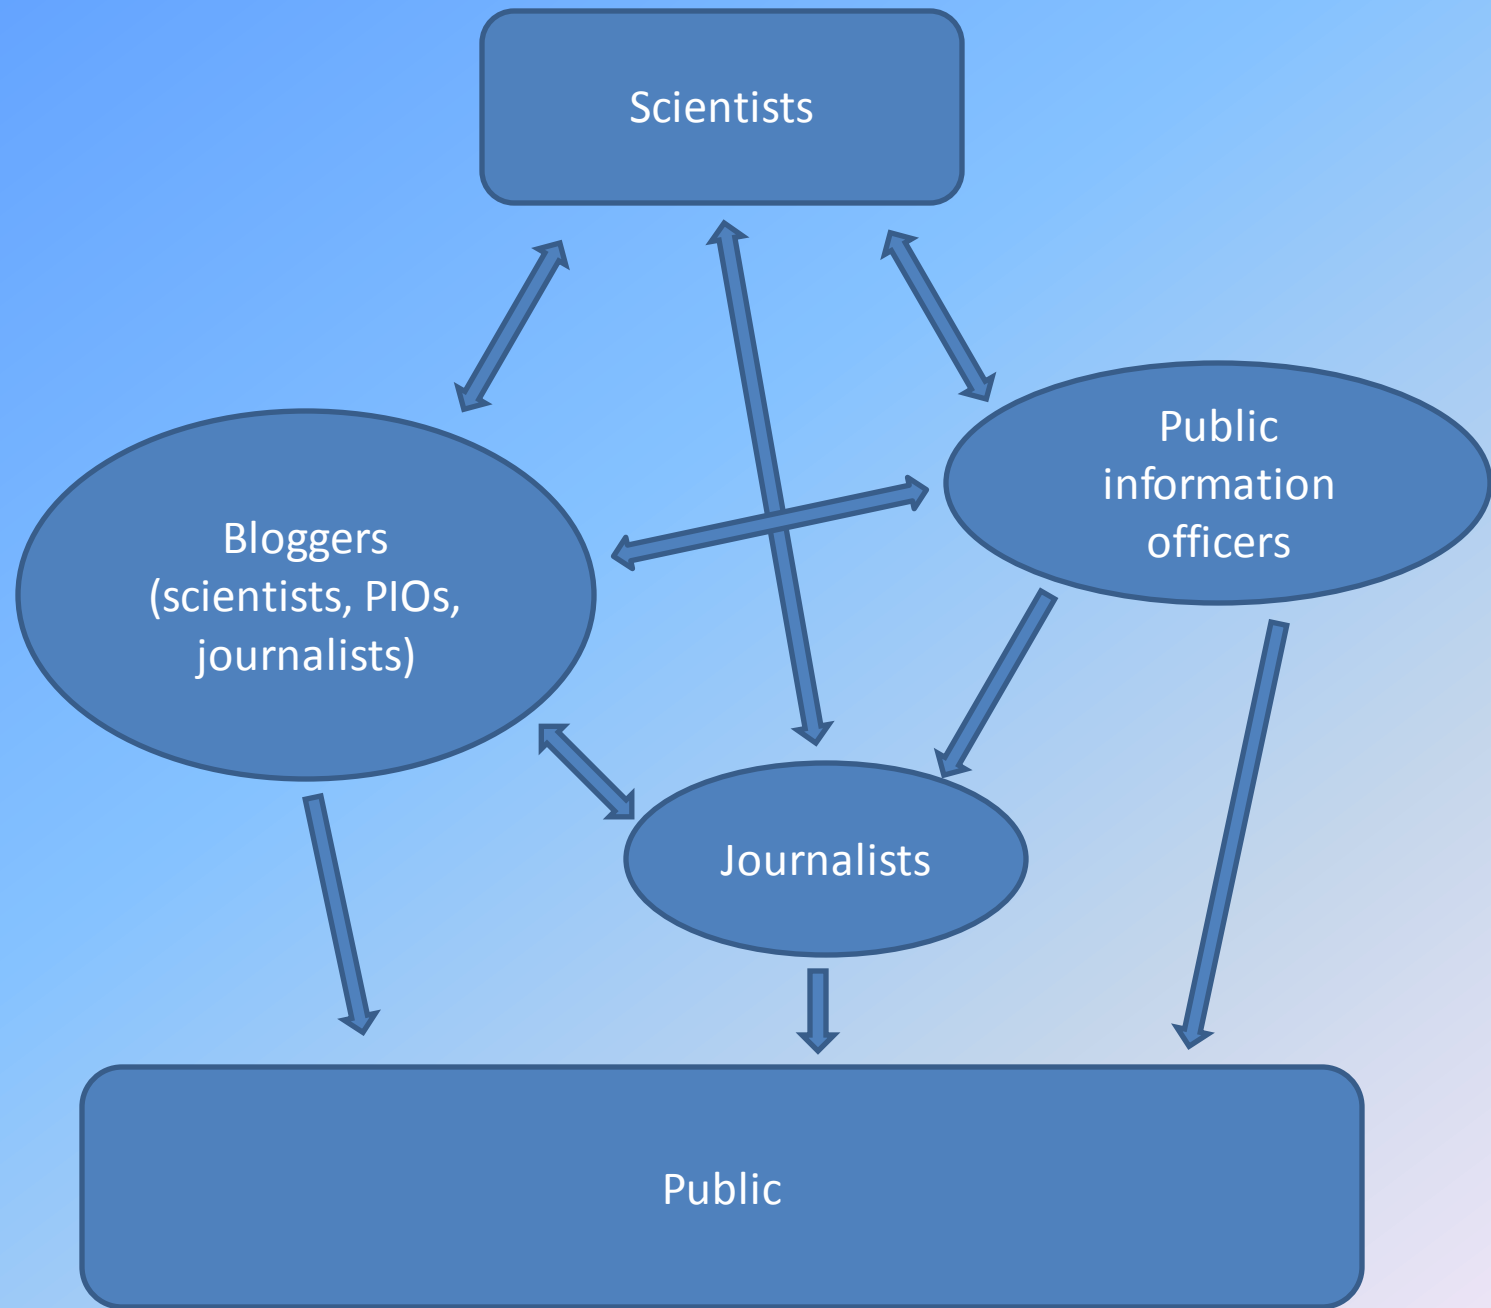 Scientists
Public
information
officers
Bloggers
(scientists, PIOs,
journalists)
Journalists
Public